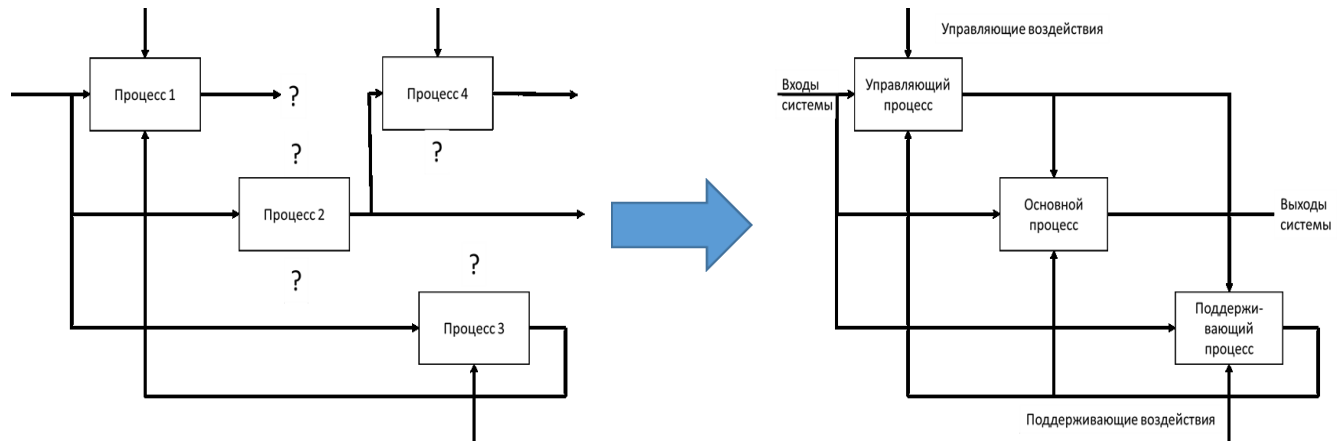 Процесс 1
?
Процесс 4
?
?
Процесс 2
?
?
Процесс 3
Управляющие воздействия
Входы
системы
Управляющий
процесс
Основной
процесс
Выходы
системы
Поддержи-
вающий
процесс
Поддерживающие воздействия